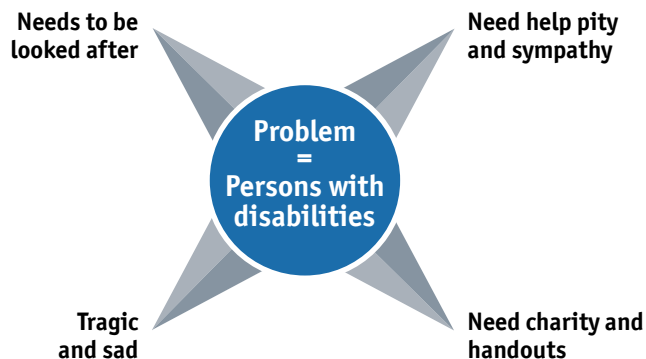 Needs to be
looked after
Need help pity
and sympathy
Problem
=
Persons with
disabilities
Tragic
and sad
Need charity and
handouts